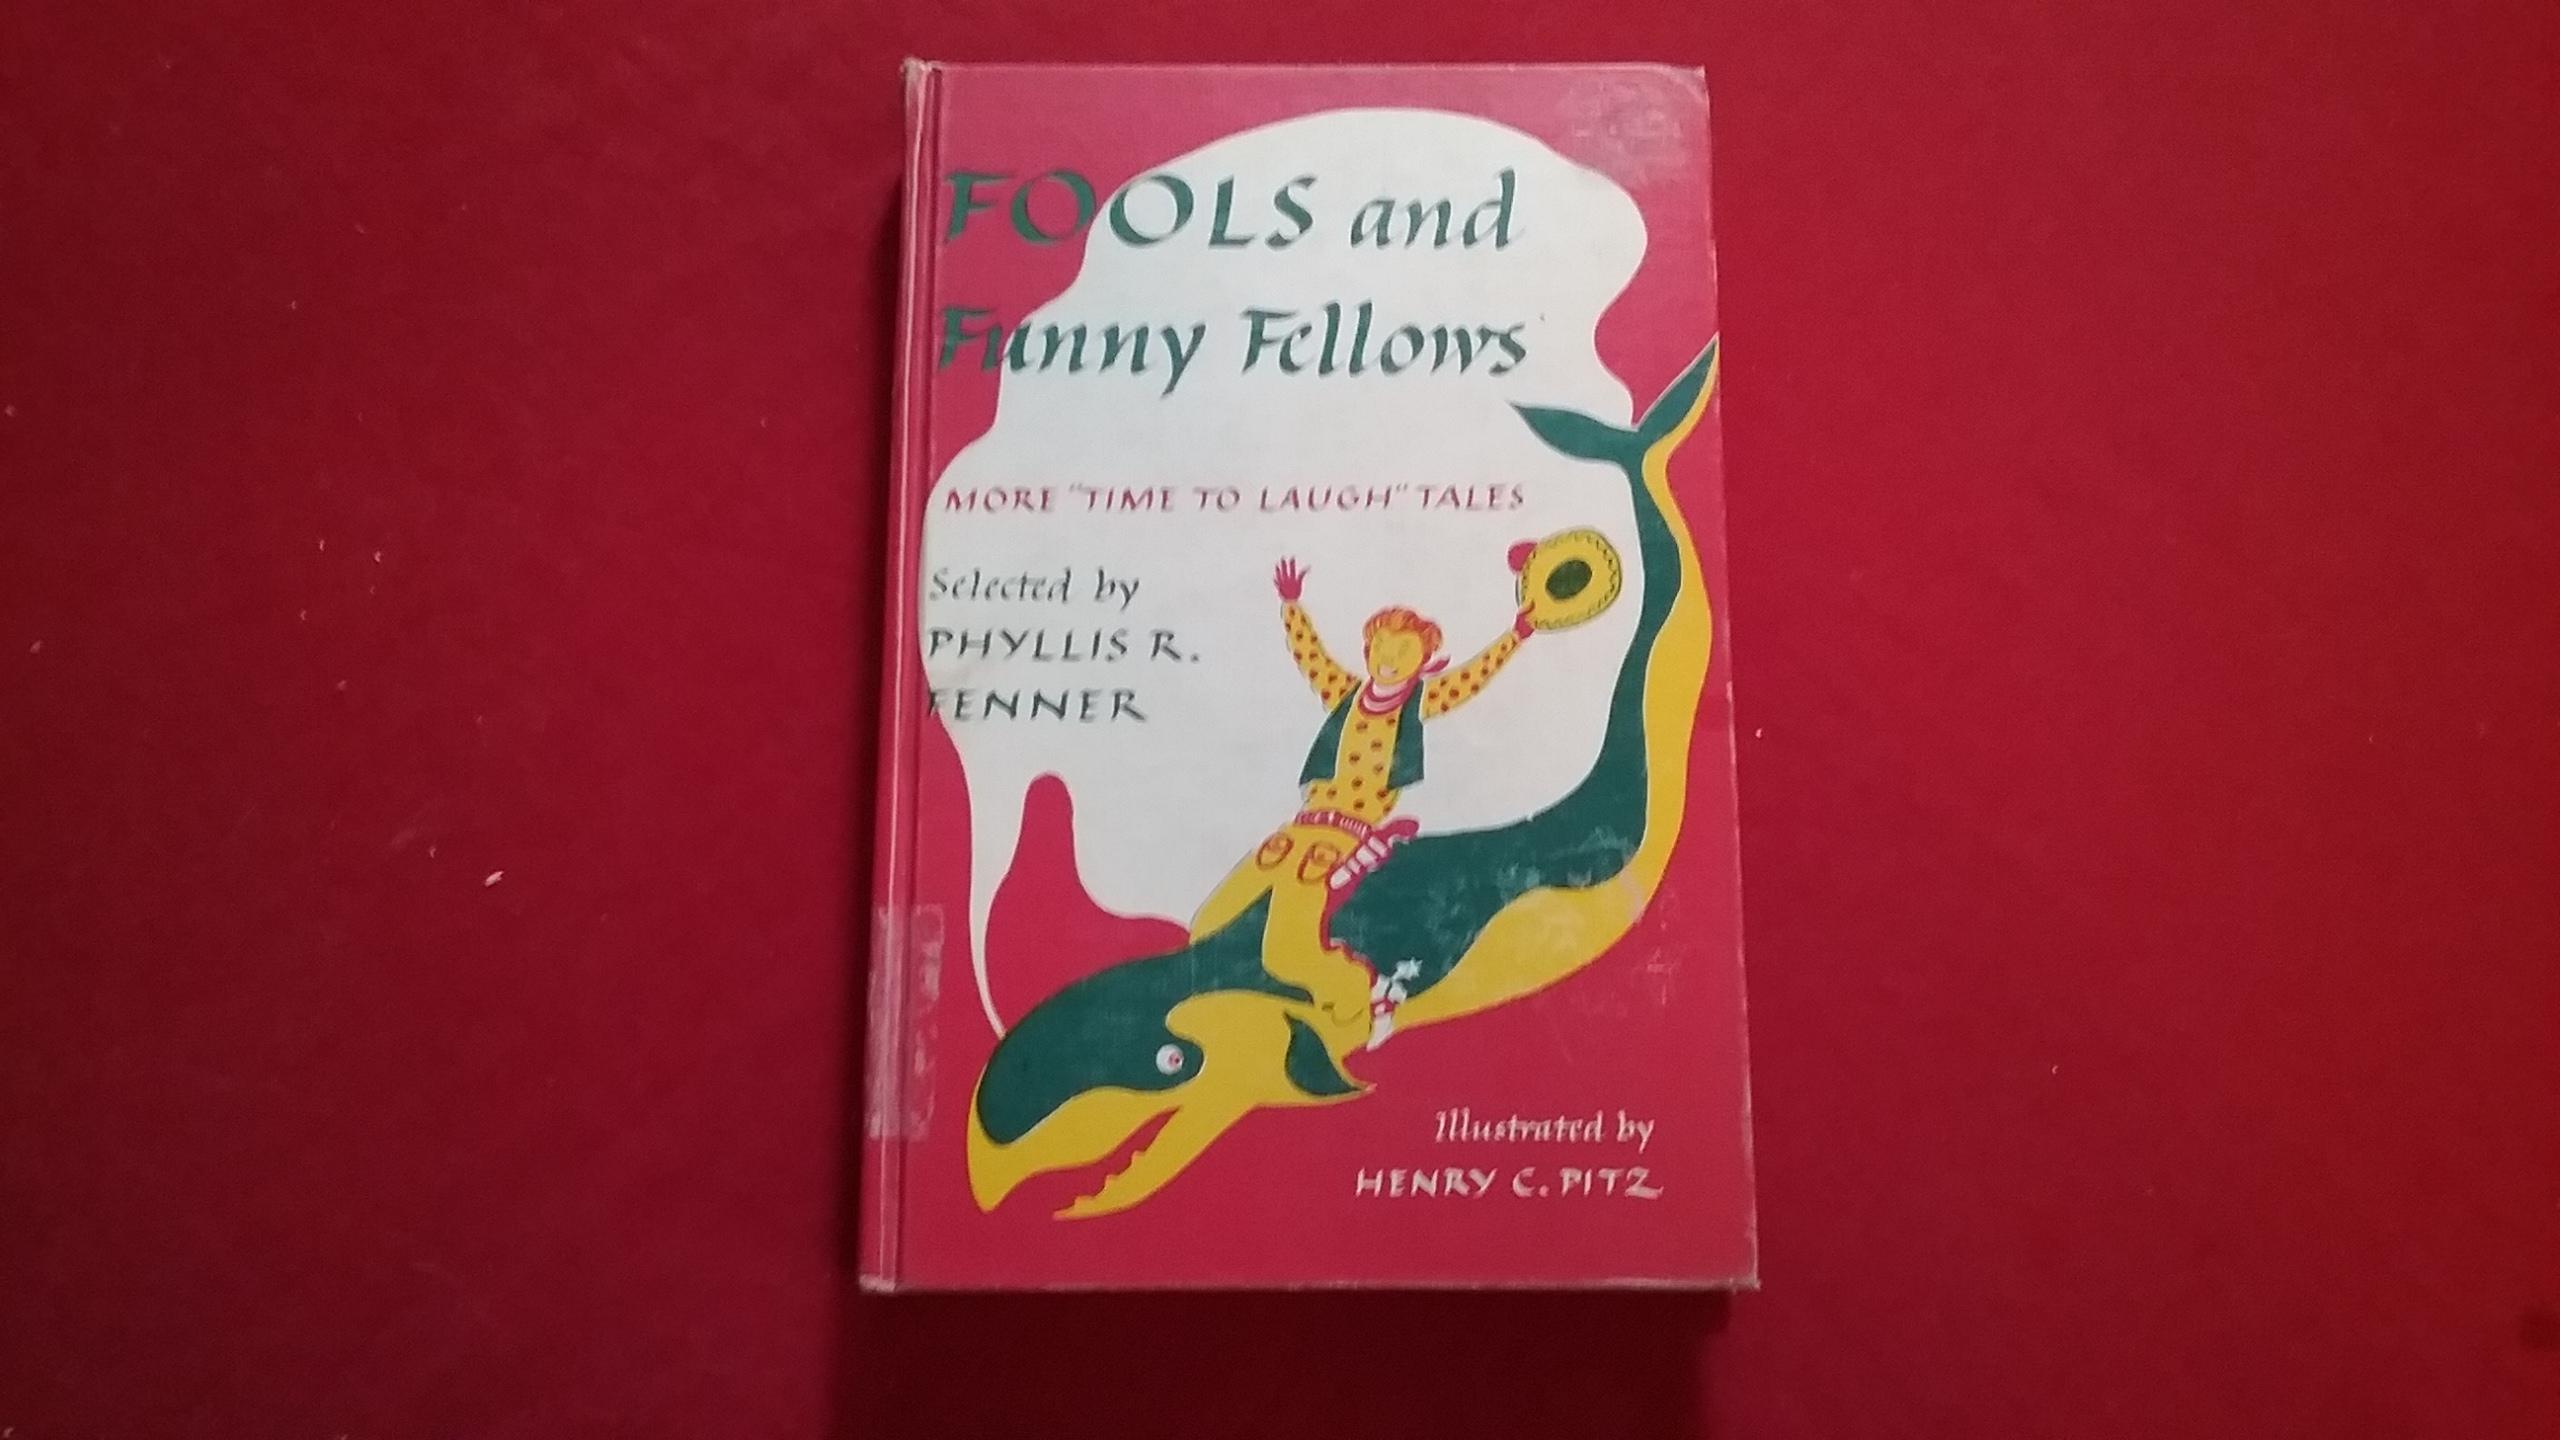 FOOLS and
Funny Fellows
MORE "TIME TO LAUGH" TALES
Selected by
PHYLLIS R.
FENNER
Illustrated by
HENRY C. PITZ